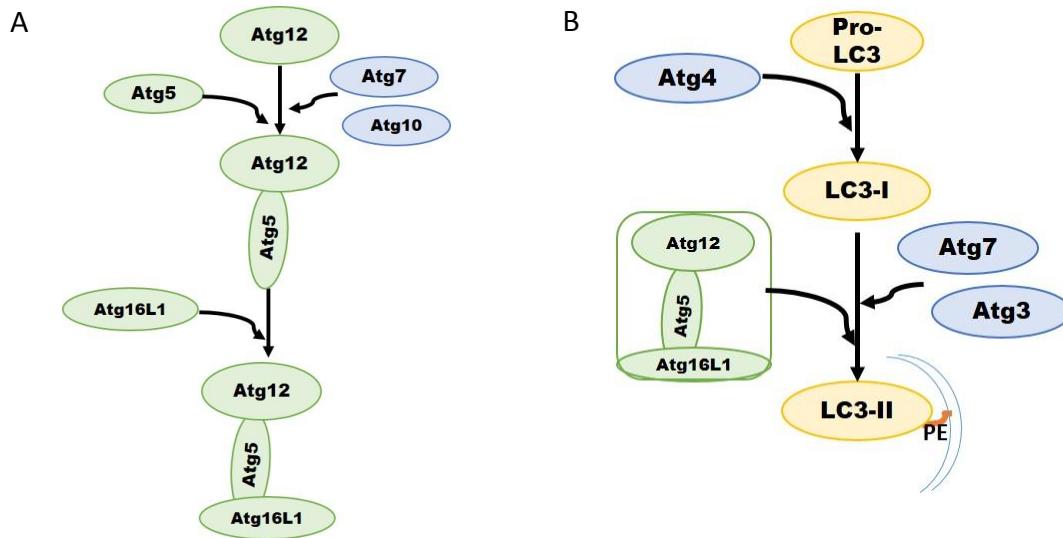 A
Atg12
Atg5
Atg7
Atg10
Atg12
Atg5
Atg16L1
Atg12
Atg5
Atg16L1
B
Pro-
LC3
Atg4
LC3-I
Atg12
Atg5
Atg16L1
Atg7
Atg3
LC3-II
PE